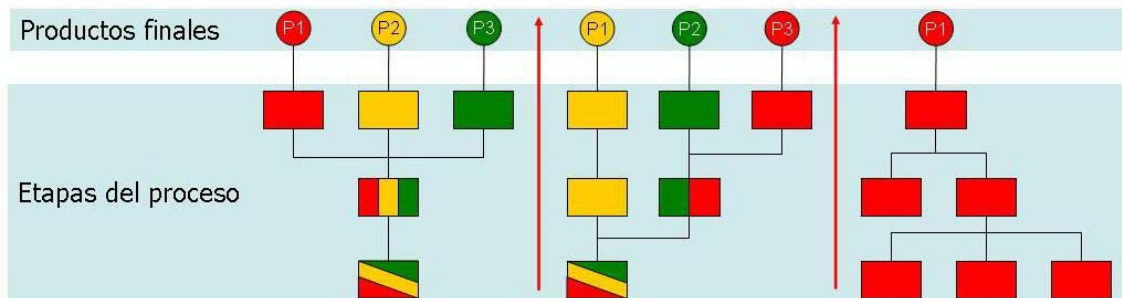 Productos finales
P1 P2 P3 P1 P2 P3 P1
Etapas del proceso